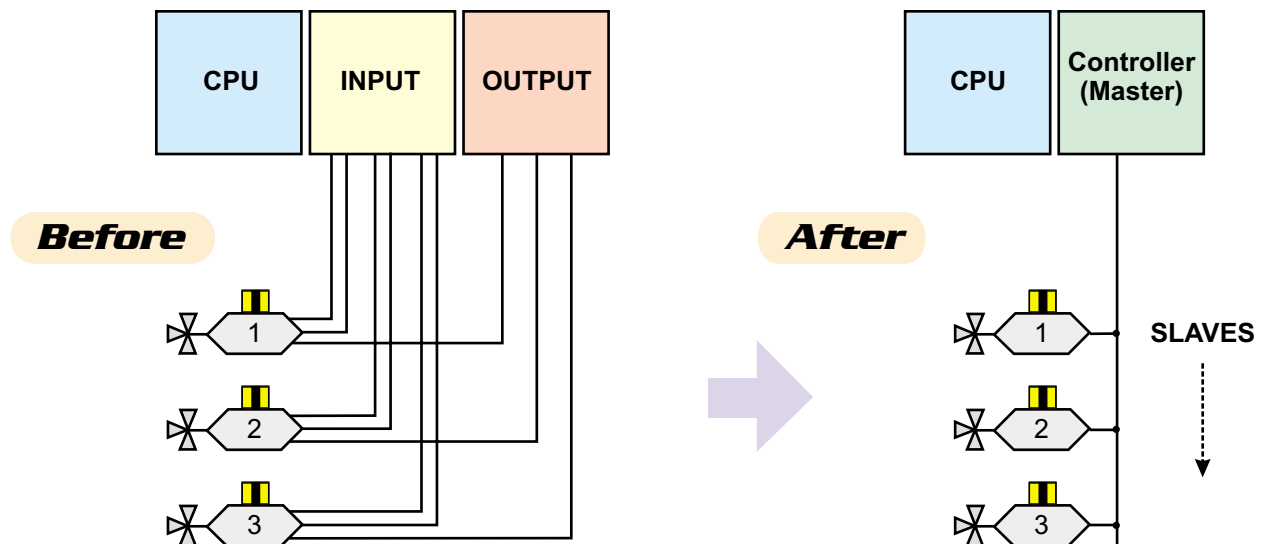 CPU
INPUT
OUTPUT
Before
1
2
3
CPU
Controller
(Master)
After
1
2
3
SLAVES